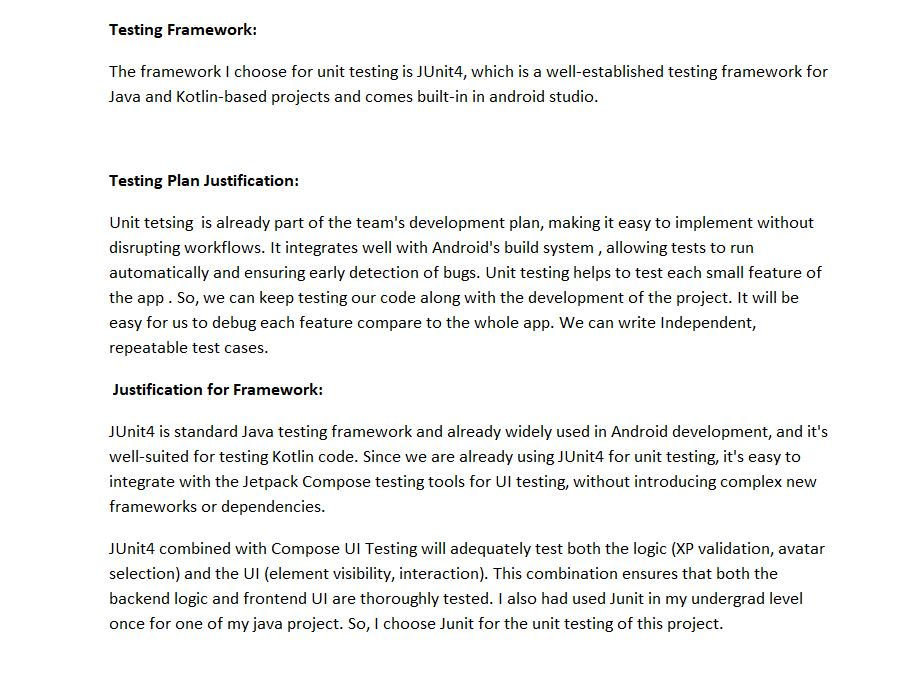 Testing Framework:
The framework I choose for unit testing is JUnit4, which is a well-established testing framework for
Java and Kotlin-based projects and comes built-in in android studio.
Testing Plan Justification:
Unit tetsing  is already part of the team's development plan, making it easy to implement without
disrupting workflows. It integrates well with Android's build system , allowing tests to run
automatically and ensuring early detection of bugs. Unit testing helps to test each small feature of
the app . So, we can keep testing our code along with the development of the project. It will be
easy for us to debug each feature compare to the whole app. We can write Independent,
repeatable test cases.
Justification for Framework:
JUnit4 is standard Java testing framework and already widely used in Android development, and it's
well-suited for testing Kotlin code. Since we are already using JUnit4 for unit testing, it's easy to
integrate with the Jetpack Compose testing tools for UI testing, without introducing complex new
frameworks or dependencies.
JUnit4 combined with Compose UI Testing will adequately test both the logic (XP validation, avatar
selection) and the UI (element visibility, interaction). This combination ensures that both the
backend logic and frontend UI are thoroughly tested. I also had used Junit in my undergrad level
once for one of my java project. So, I choose Junit for the unit testing of this project.